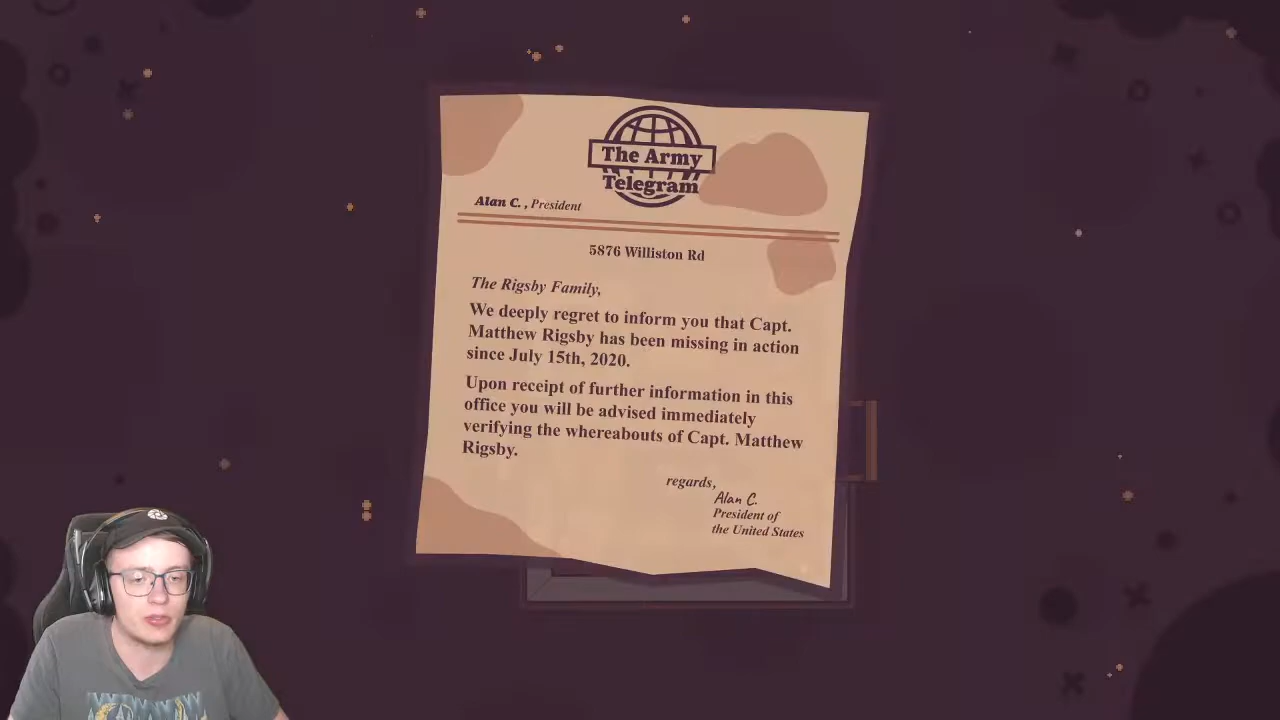 The Army
Telegram
Alan C. , President
5876 Williston Rd
The Rigsby Family,
We deeply regret to inform you that Capt.
Matthew Rigsby has been missing in action
since July 15th, 2020.
Upon receipt of further information in this
office you will be advised immediately
verifying the whereabouts of Capt. Matthew
Rigsby.
regards,
Alan C.
President of
the United States